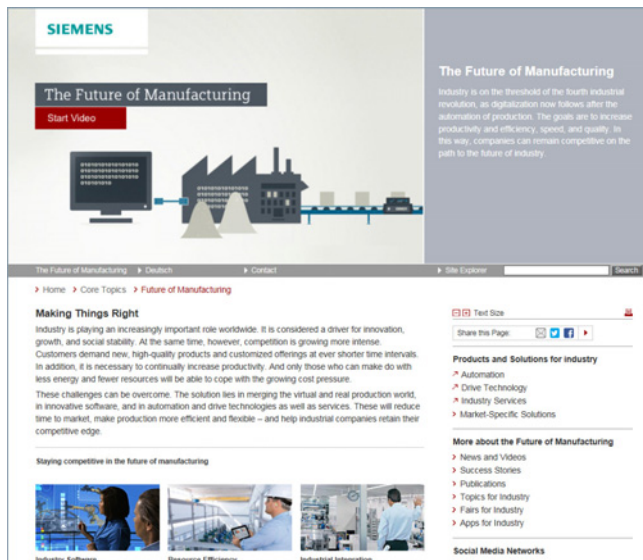 SIEMENS
The Future of Manufacturing
Start Video
The Future of Manufacturing
Industry is on the threshold of the fourth industrial
revolution, as digitalization now follows after the
automation of production. The goals are to increase
productivity and efficiency, speed, and quality. In
this way, companies can remain competitive on the
path to the future of industry.
The Future of Manufacturing Deutsch Contact Site Explorer Search
Home Core Topics Future of Manufacturing
Making Things Right
Industry is playing an increasingly important role worldwide. It is considered a driver for innovation,
growth, and social stability. At the same time, however, competition is growing more intense.
Customers demand new, high-quality products and customized offerings at ever shorter time intervals.
In addition, it is necessary to continually increase productivity. And only those who can make do with
less energy and fewer resources will be able to cope with the growing cost pressure.
These challenges can be overcome. The solution lies in merging the virtual and real production world,
in innovative software, and in automation and drive technologies as well as services. These will reduce
time to market, make production more efficient and flexible – and help industrial companies retain their
competitive edge.
Staying competitive in the future of manufacturing
Industry Software Resource Efficiency Industrial Integration
Text Size
Share this Page:
Products and Solutions for industry
Automation
Drive Technology
Industry Services
Market-Specific Solutions
More about the Future of Manufacturing
News and Videos
Success Stories
Publications
Topics for Industry
Fairs for Industry
Apps for Industry
Social Media Networks